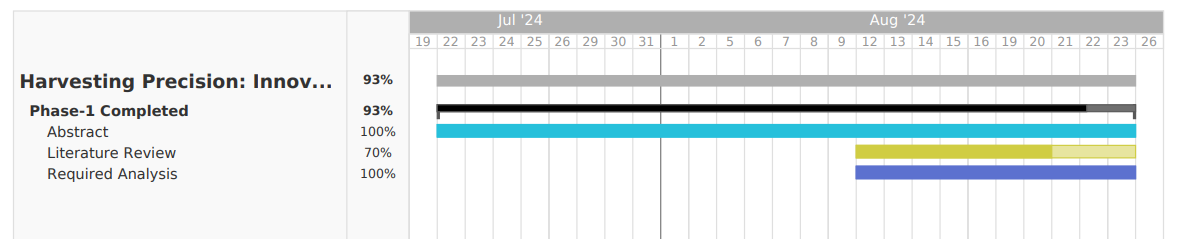 Jul '24 Aug '24
19 22 23 24 25 26 29 30 31 1 2 5 6 7 8 9 12 13 14 15 16 19 20 21 22 23 26
Harvesting Precision: Innov... 93%
Phase-1 Completed 93%
Abstract 100%
Literature Review 70%
Required Analysis 100%